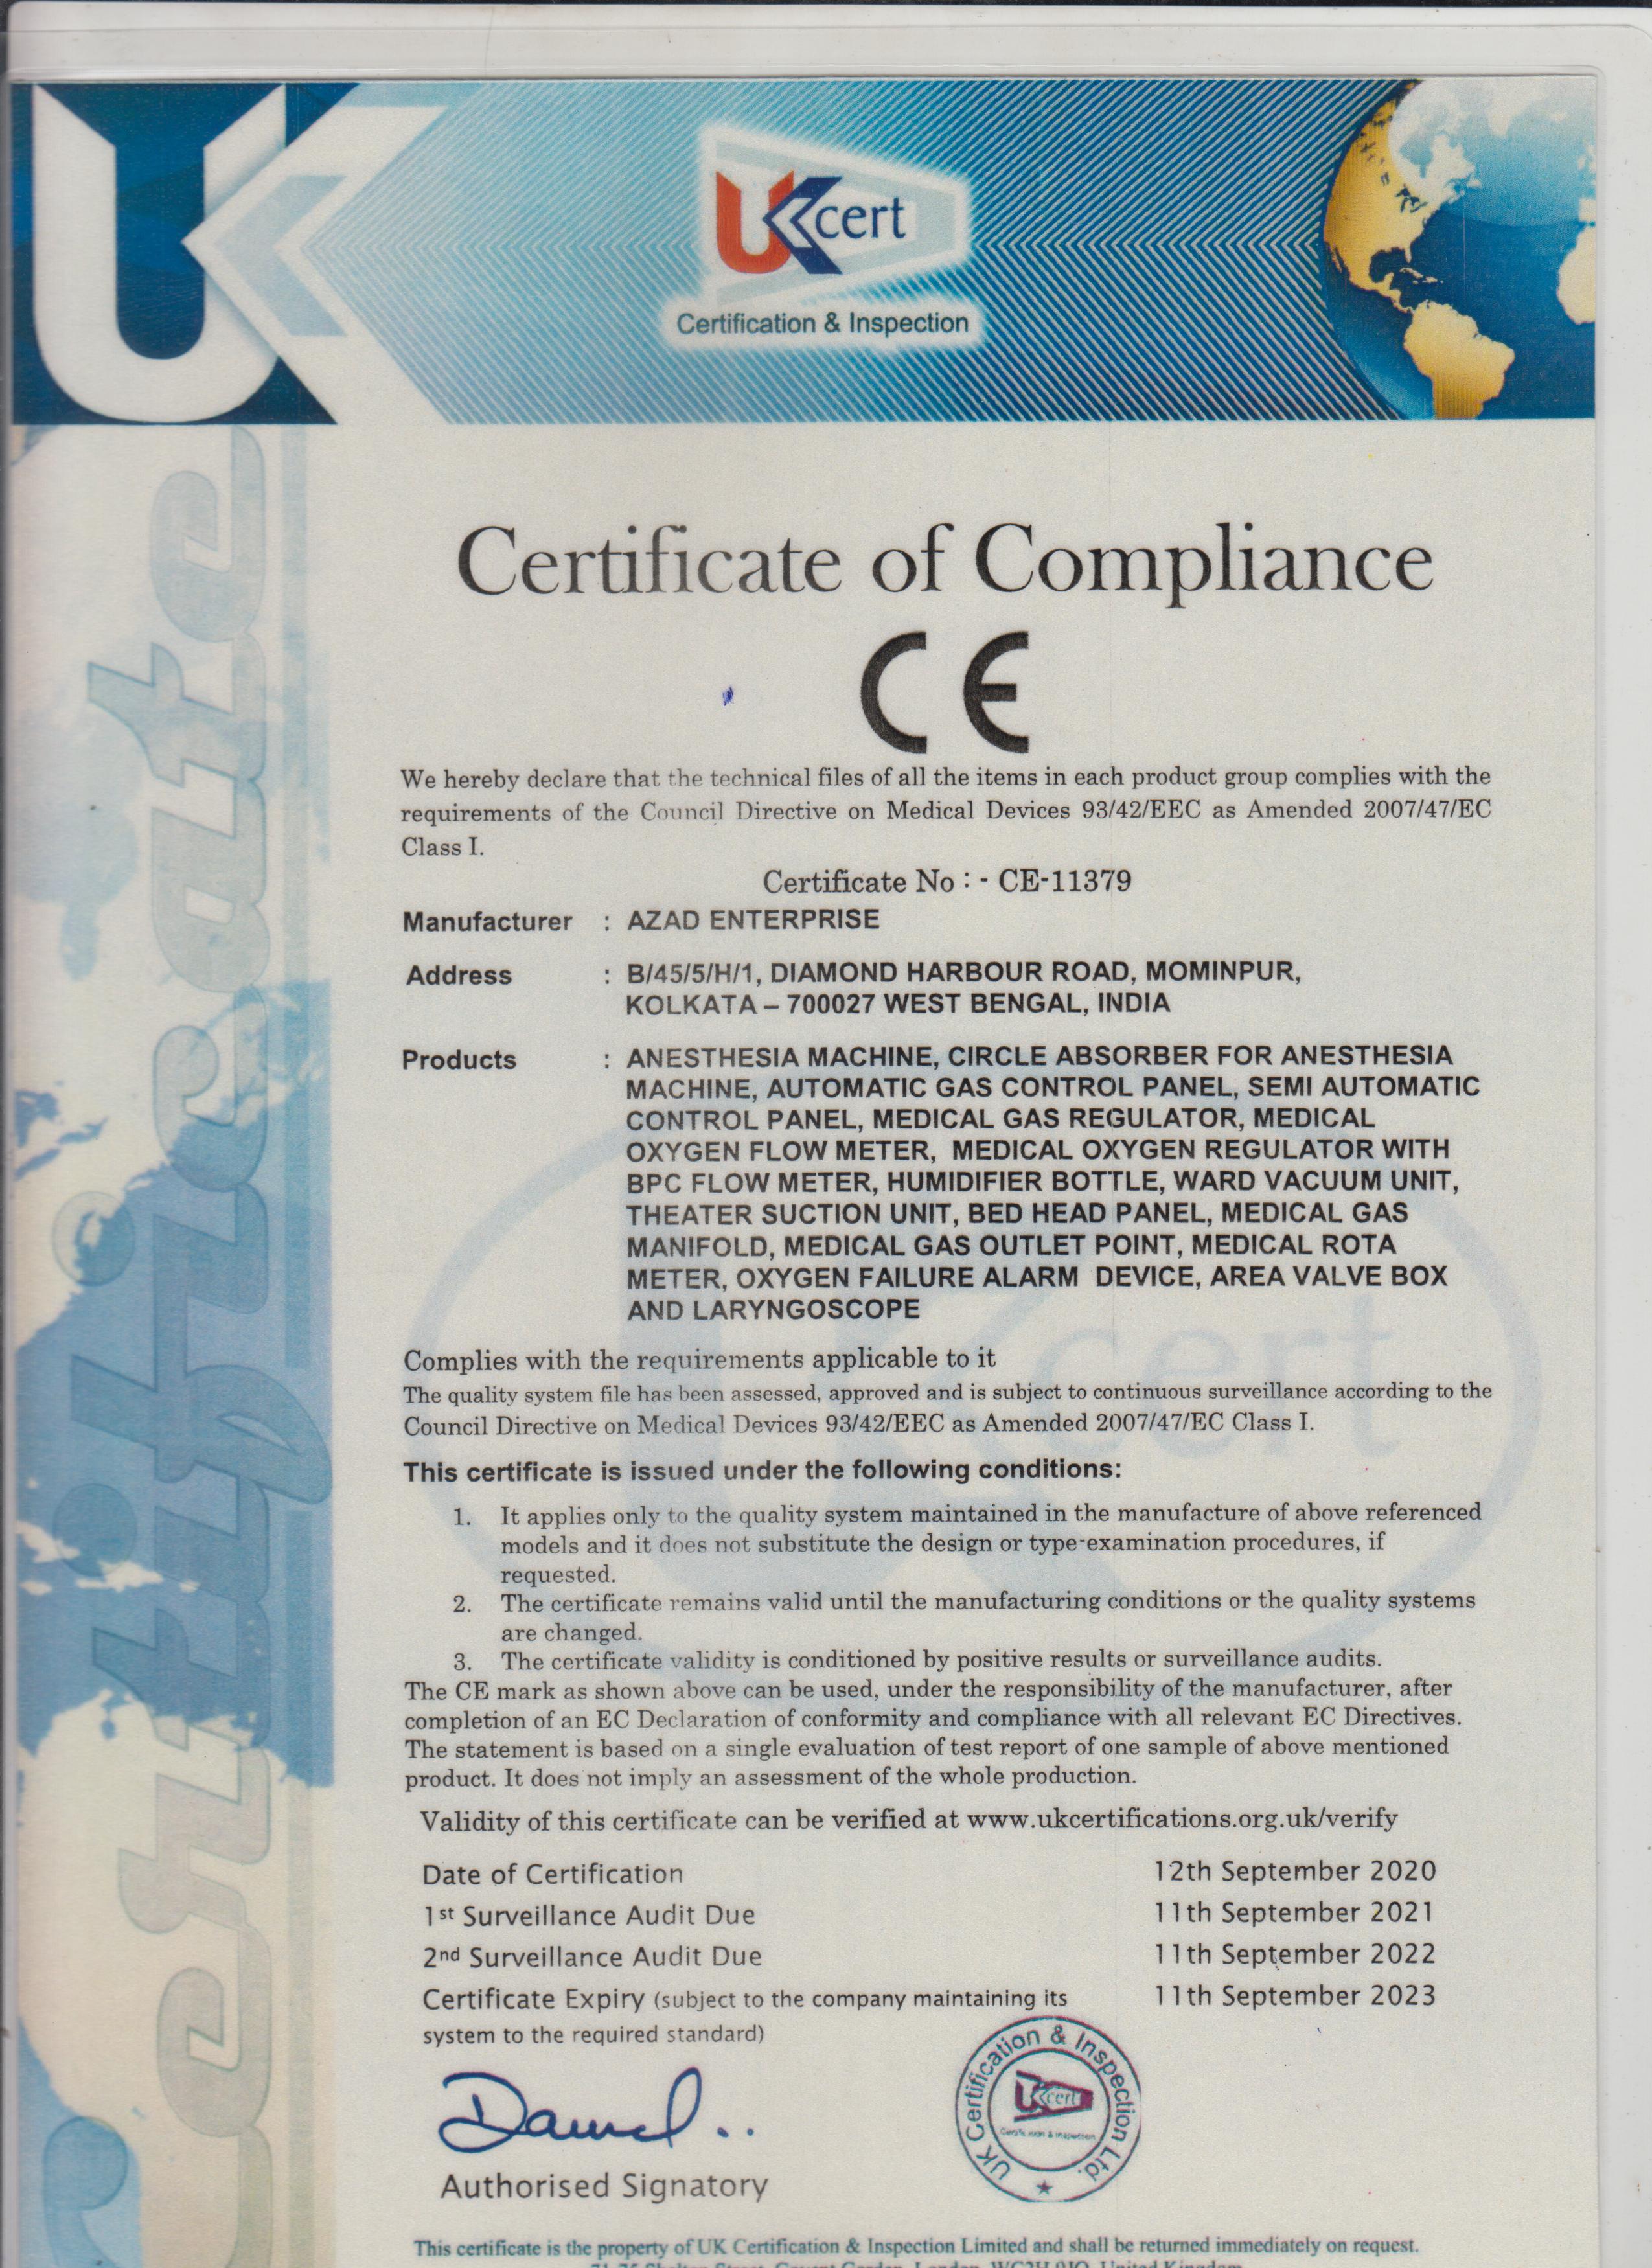 UK
UKcert
Certification & Inspection
Certificate
Certificate of Compliance
CE
We hereby declare that the technical files of all the items in each product group complies with the
requirements of the Council Directive on Medical Devices 93/42/EEC as Amended 2007/47/EC
Class I.
Certificate No : - CE-11379
Manufacturer : AZAD ENTERPRISE
Address : B/45/5/H/1, DIAMOND HARBOUR ROAD, MOMINPUR,
KOLKATA – 700027 WEST BENGAL, INDIA
Products : ANESTHESIA MACHINE, CIRCLE ABSORBER FOR ANESTHESIA
MACHINE, AUTOMATIC GAS CONTROL PANEL, SEMI AUTOMATIC
CONTROL PANEL, MEDICAL GAS REGULATOR, MEDICAL
OXYGEN FLOW METER, MEDICAL OXYGEN REGULATOR WITH
BPC FLOW METER, HUMIDIFIER BOTTLE, WARD VACUUM UNIT,
THEATER SUCTION UNIT, BED HEAD PANEL, MEDICAL GAS
MANIFOLD, MEDICAL GAS OUTLET POINT, MEDICAL ROTA
METER, OXYGEN FAILURE ALARM DEVICE, AREA VALVE BOX
AND LARYNGOSCOPE
Complies with the requirements applicable to it
The quality system file has been assessed, approved and is subject to continuous surveillance according to the
Council Directive on Medical Devices 93/42/EEC as Amended 2007/47/EC Class I.
This certificate is issued under the following conditions:
1. It applies only to the quality system maintained in the manufacture of above referenced
models and it does not substitute the design or type-examination procedures, if
requested.
2. The certificate remains valid until the manufacturing conditions or the quality systems
are changed.
3. The certificate validity is conditioned by positive results or surveillance audits.
The CE mark as shown above can be used, under the responsibility of the manufacturer, after
completion of an EC Declaration of conformity and compliance with all relevant EC Directives.
The statement is based on a single evaluation of test report of one sample of above mentioned
product. It does not imply an assessment of the whole production.
Validity of this certificate can be verified at www.ukcertifications.org.uk/verify
Date of Certification 12th September 2020
1st Surveillance Audit Due 11th September 2021
2nd Surveillance Audit Due 11th September 2022
Certificate Expiry (subject to the company maintaining its 11th September 2023
system to the required standard)
UK Certification & Inspection Ltd.
UKcert
Certification & Inspection
Authorised Signatory
This certificate is the property of UK Certification & Inspection Limited and shall be returned immediately on request.